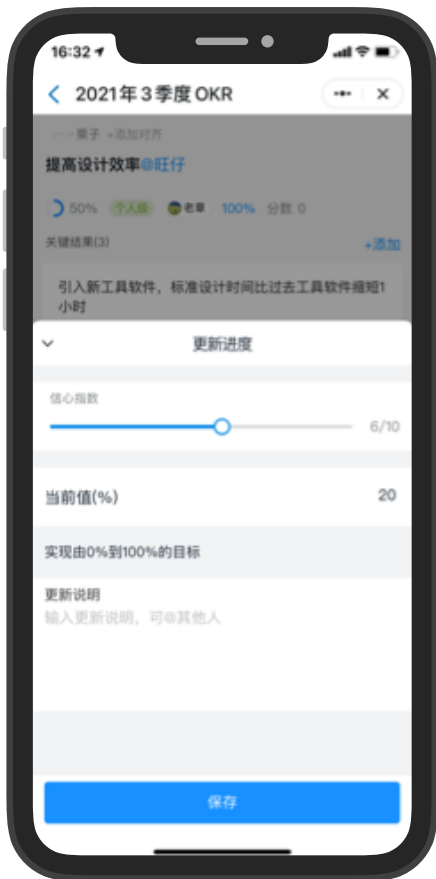 16:32
2021年3季度OKR
栗子 +添加对齐
提高设计效率@旺仔
50% 个人级 老章 100% 分数 0
关键结果(3) +添加
引入新工具软件，标准设计时间比过去工具软件缩短1
小时
更新进度
信心指数
6/10
当前值(%) 20
实现由0%到100%的目标
更新说明
输入更新说明，可@其他人
保存